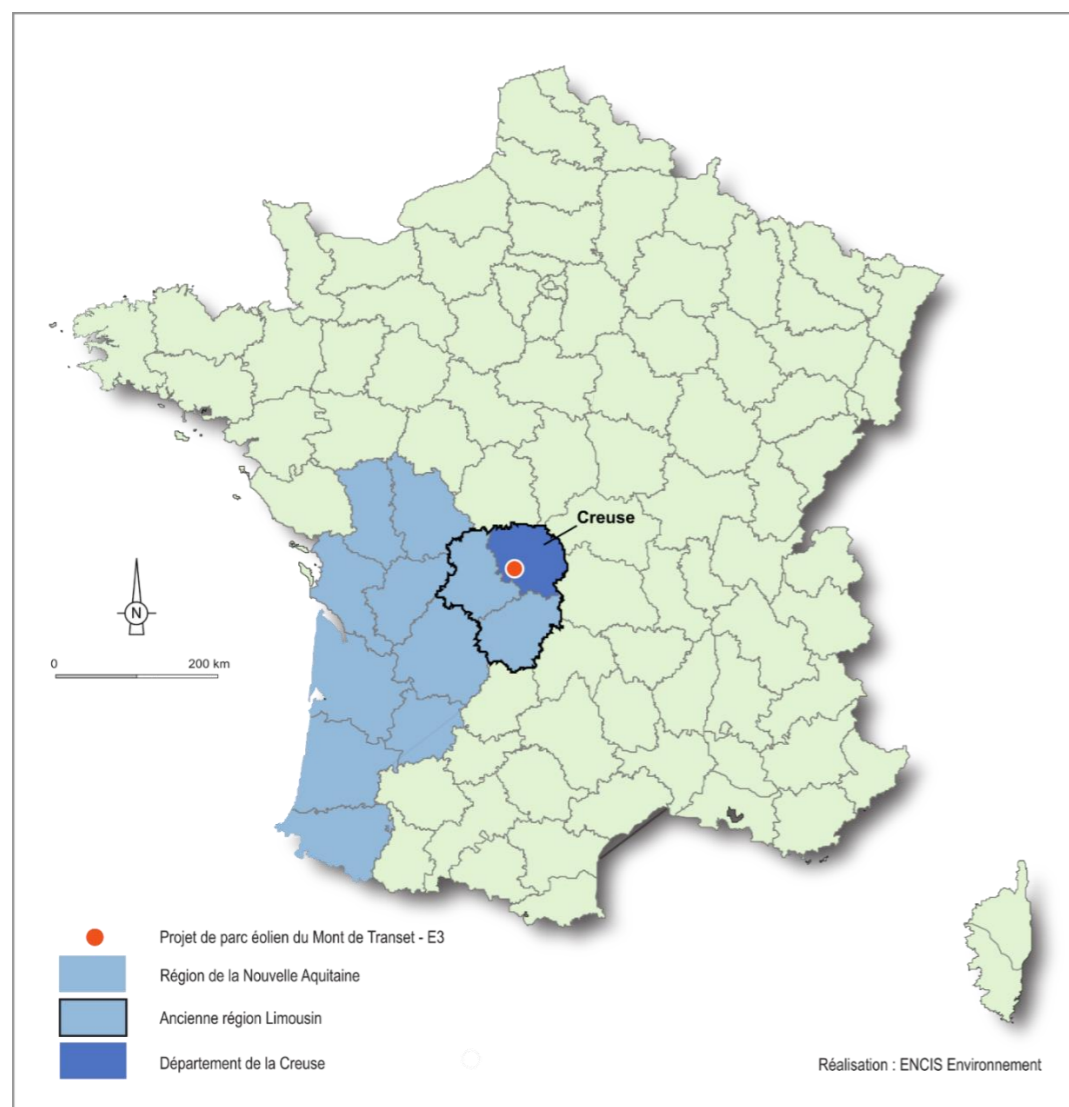 Creuse
N
0 200 km
Projet de parc éolien du Mont de Transet - E3
Région de la Nouvelle Aquitaine
Ancienne région Limousin
Département de la Creuse
Réalisation : ENCIS Environnement